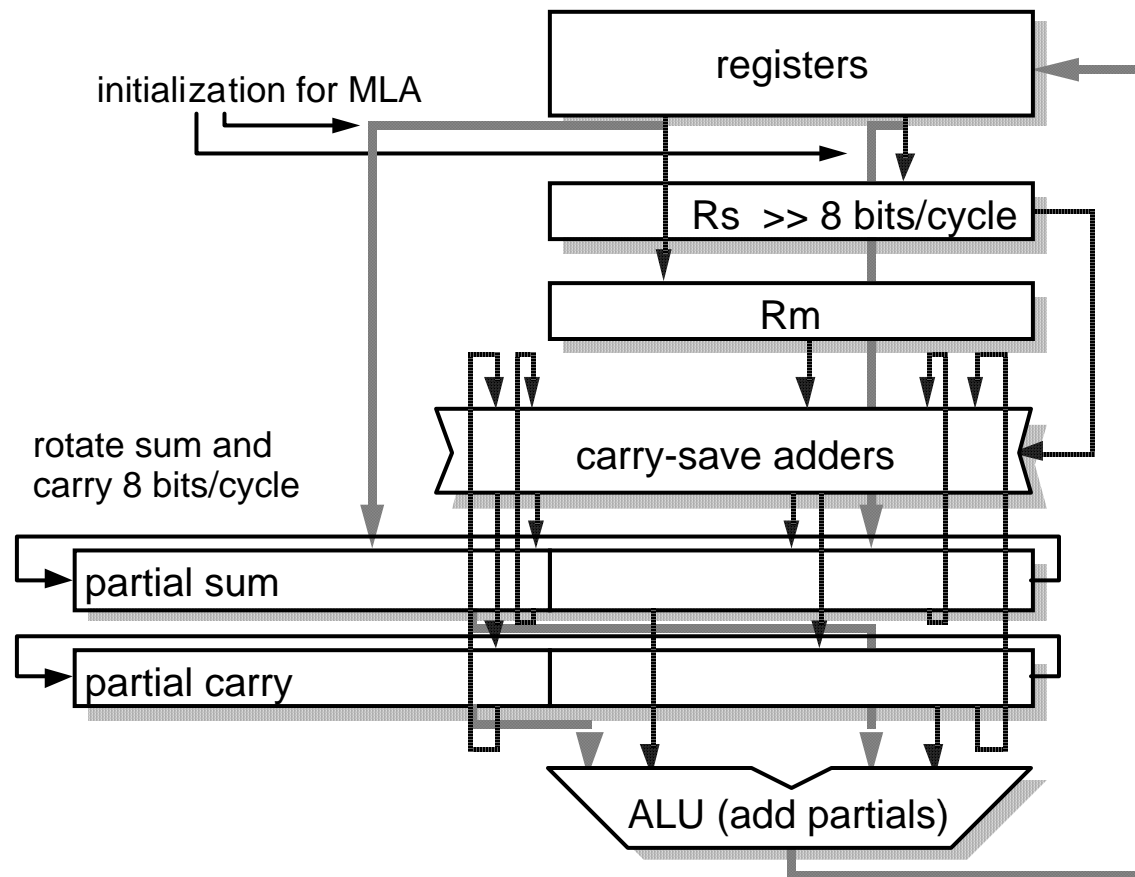 registers
initialization for MLA
Rs >> 8 bits/cycle
Rm
carry-save adders
rotate sum and
carry 8 bits/cycle
partial sum
partial carry
ALU (add partials)